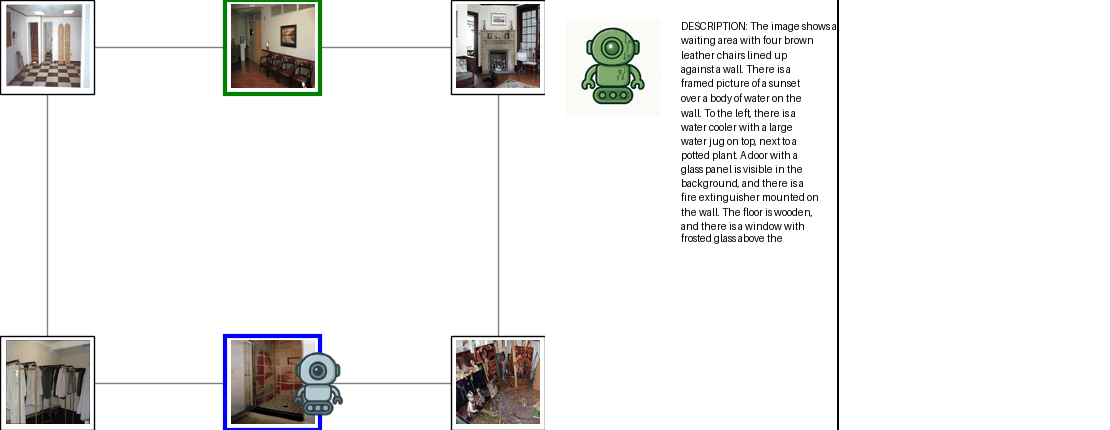 DESCRIPTION: The image shows a
waiting area with four brown
leather chairs lined up
against a wall. There is a
framed picture of a sunset
over a body of water on the
wall. To the left, there is a
water cooler with a large
water jug on top, next to a
potted plant. A door with a
glass panel is visible in the
background, and there is a
fire extinguisher mounted on
the wall. The floor is wooden,
and there is a window with
frosted glass above the